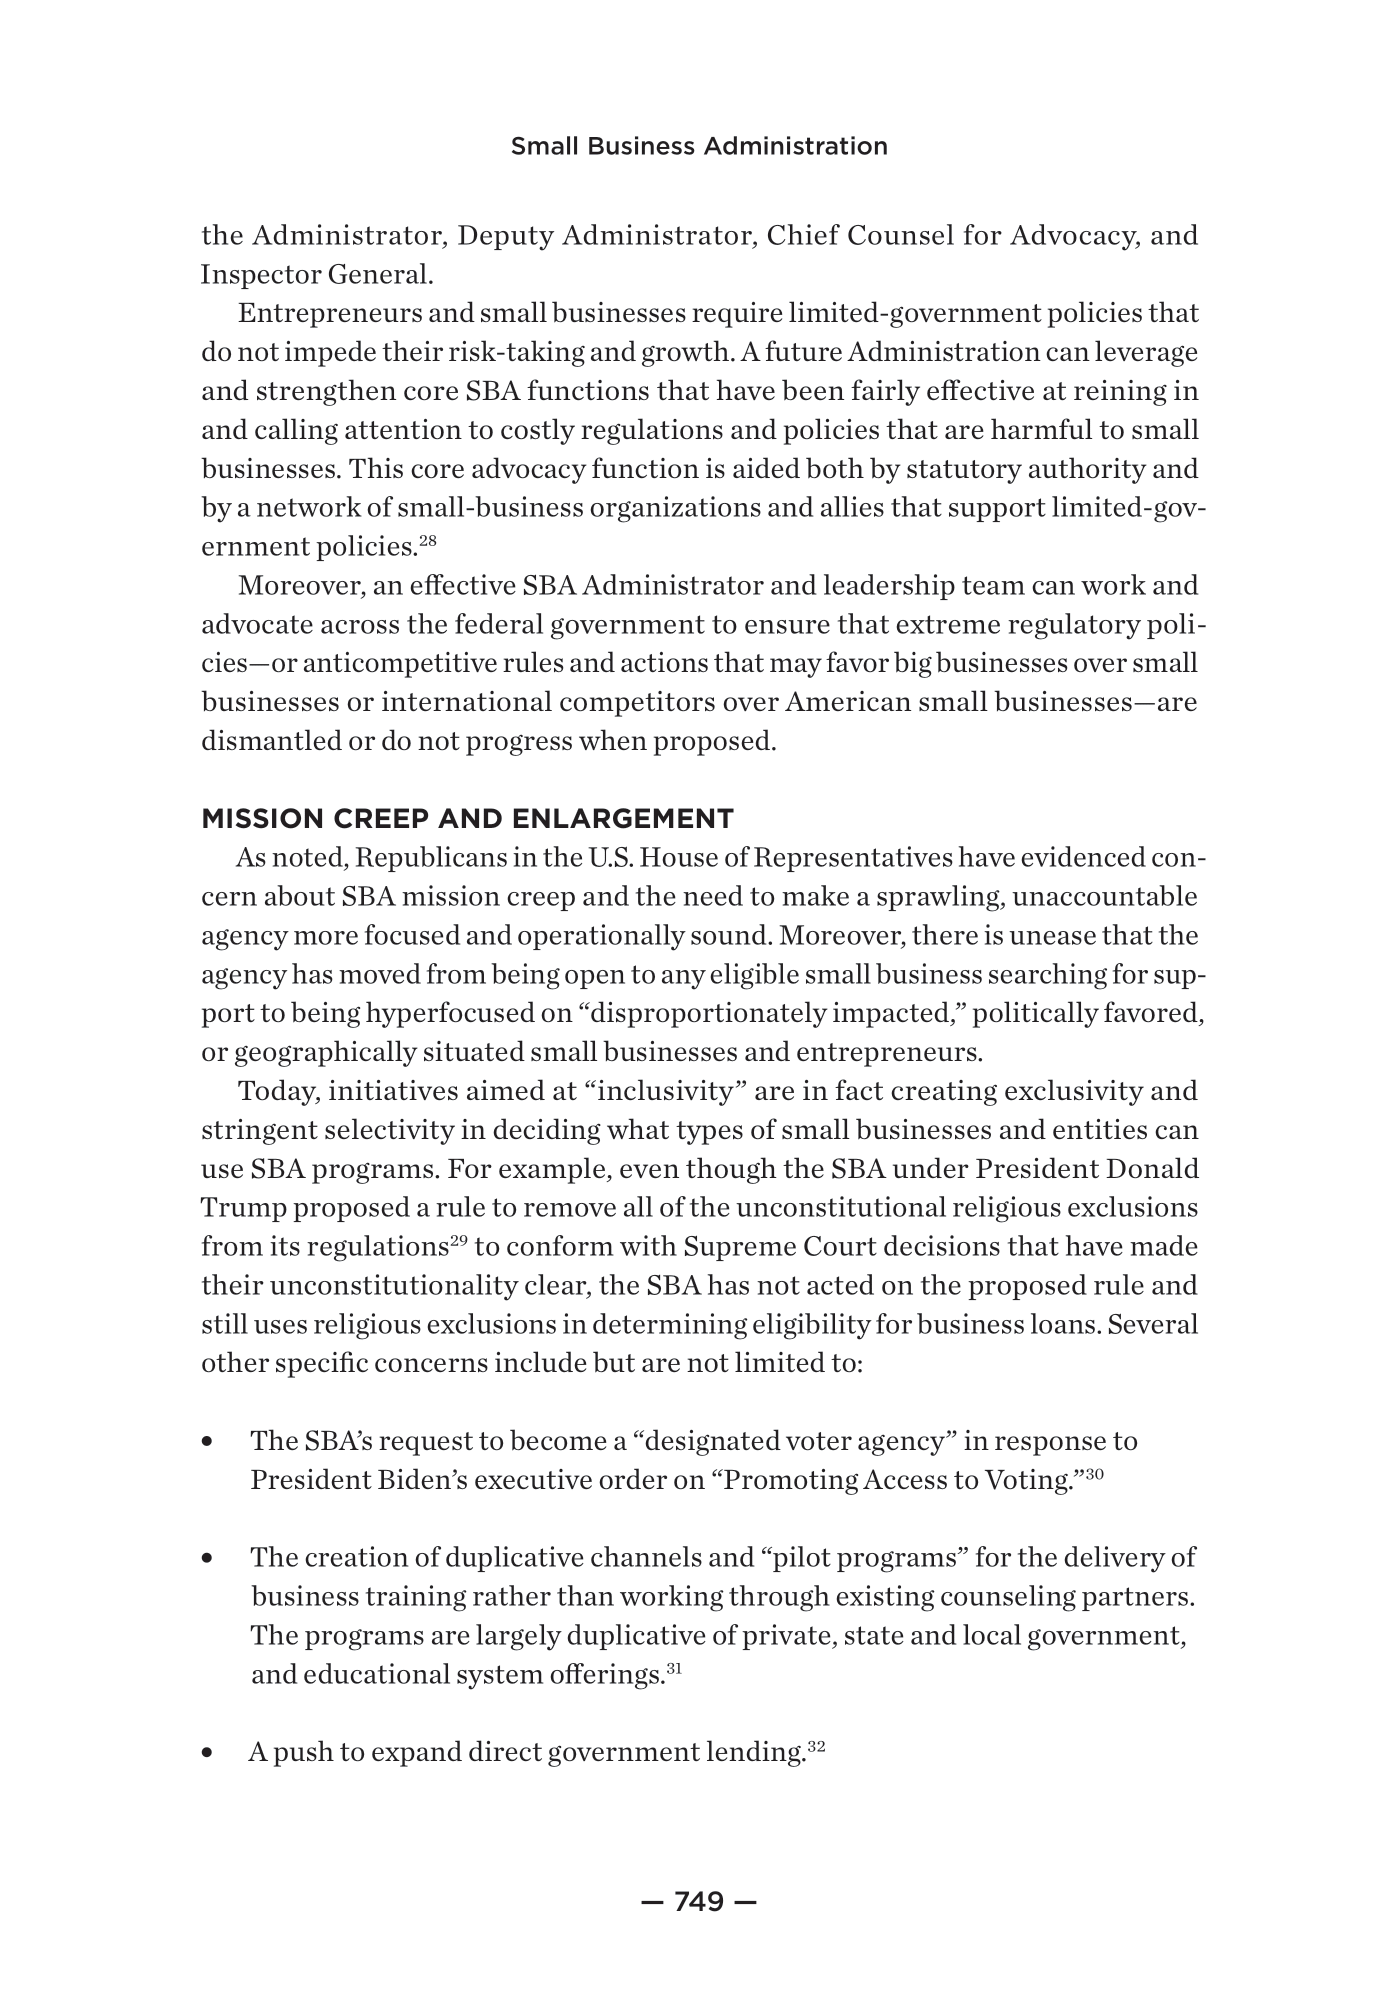 Small Business Administration
the Administrator, Deputy Administrator, Chief Counsel for Advocacy, and
Inspector General.
Entrepreneurs and small businesses require limited-government policies that
do not impede their risk-taking and growth. A future Administration can leverage
and strengthen core SBA functions that have been fairly effective at reining in
and calling attention to costly regulations and policies that are harmful to small
businesses. This core advocacy function is aided both by statutory authority and
by a network of small-business organizations and allies that support limited-gov-
ernment policies.²⁸
Moreover, an effective SBA Administrator and leadership team can work and
advocate across the federal government to ensure that extreme regulatory poli-
cies—or anticompetitive rules and actions that may favor big businesses over small
businesses or international competitors over American small businesses—are
dismantled or do not progress when proposed.
MISSION CREEP AND ENLARGEMENT
As noted, Republicans in the U.S. House of Representatives have evidenced con-
cern about SBA mission creep and the need to make a sprawling, unaccountable
agency more focused and operationally sound. Moreover, there is unease that the
agency has moved from being open to any eligible small business searching for sup-
port to being hyperfocused on “disproportionately impacted,” politically favored,
or geographically situated small businesses and entrepreneurs.
Today, initiatives aimed at “inclusivity” are in fact creating exclusivity and
stringent selectivity in deciding what types of small businesses and entities can
use SBA programs. For example, even though the SBA under President Donald
Trump proposed a rule to remove all of the unconstitutional religious exclusions
from its regulations²⁹ to conform with Supreme Court decisions that have made
their unconstitutionality clear, the SBA has not acted on the proposed rule and
still uses religious exclusions in determining eligibility for business loans. Several
other specific concerns include but are not limited to:
• The SBA’s request to become a “designated voter agency” in response to
President Biden’s executive order on “Promoting Access to Voting.”³⁰
• The creation of duplicative channels and “pilot programs” for the delivery of
business training rather than working through existing counseling partners.
The programs are largely duplicative of private, state and local government,
and educational system offerings.³¹
• A push to expand direct government lending.³²
— 749 —